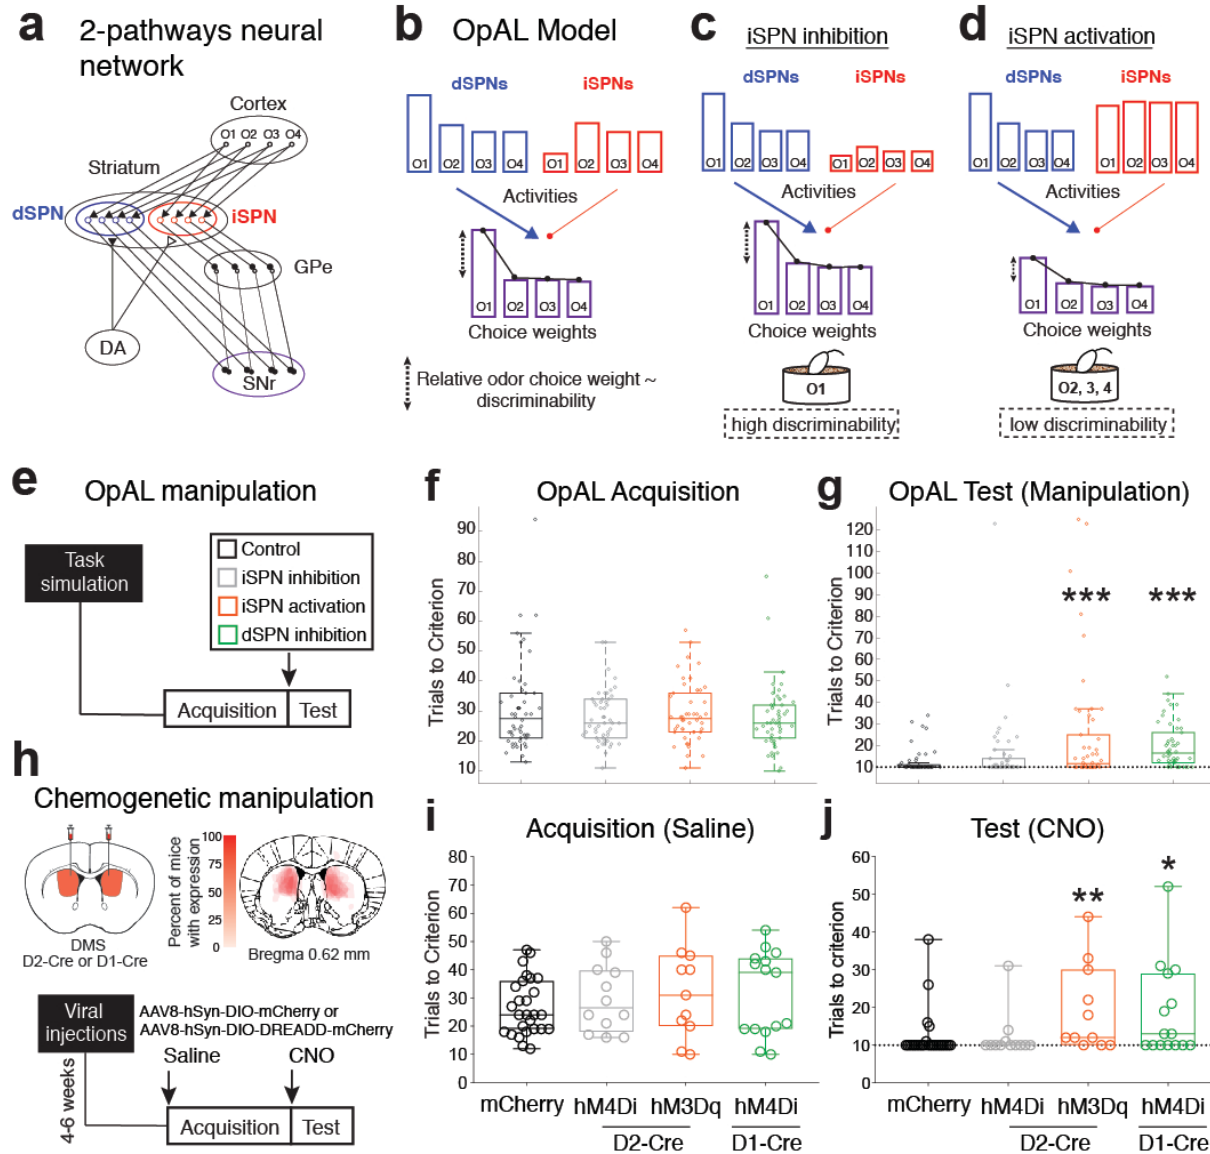 a
2-pathways neural
network
Cortex
O1 O2 O3 O4
Striatum
dSPN
iSPN
GPe
DA
SNr
b
OpAL Model
dSPNs
iSPNs
O1 O2 O3 O4
O1 O2 O3 O4
Activities
O1 O2 O3 O4
Choice weights
Relative odor choice weight ~
discriminability
c
iSPN inhibition
dSPNs
iSPNs
O1 O2 O3 O4
O1 O2 O3 O4
Activities
O1 O2 O3 O4
Choice weights
O1
high discriminability
d
iSPN activation
dSPNs
iSPNs
O1 O2 O3 O4
O1 O2 O3 O4
Activities
O1 O2 O3 O4
Choice weights
O2, 3, 4
low discriminability
e
OpAL manipulation
Task
simulation
Control
iSPN inhibition
iSPN activation
dSPN inhibition
Acquisition
Test
f
OpAL Acquisition
Trials to Criterion
90
80
70
60
50
40
30
20
10
g
OpAL Test (Manipulation)
Trials to Criterion
120
110
100
90
80
70
60
50
40
30
20
10
***
***
h
Chemogenetic manipulation
DMS
D2-Cre or D1-Cre
Percent of mice
with expression
100
75
50
25
0
Bregma 0.62 mm
Viral
injections
AAV8-hSyn-DIO-mCherry or
AAV8-hSyn-DIO-DREADD-mCherry
Saline
CNO
4-6 weeks
Acquisition
Test
i
Acquisition (Saline)
Trials to Criterion
80
70
60
50
40
30
20
10
0
mCherry
hM4Di
hM3Dq
hM4Di
D2-Cre
D1-Cre
j
Test (CNO)
Trials to criterion
60
50
40
30
20
10
0
**
*
mCherry
hM4Di
hM3Dq
hM4Di
D2-Cre
D1-Cre